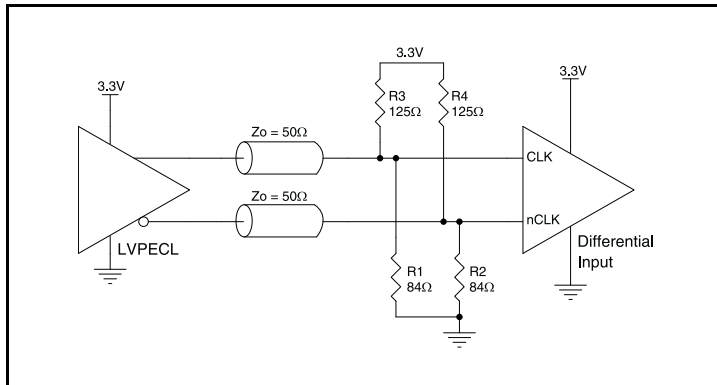 3.3V
3.3V
3.3V
R3
125Ω
R4
125Ω
Zo = 50Ω
CLK
Zo = 50Ω
nCLK
LVPECL
Differential
Input
R1
84Ω
R2
84Ω